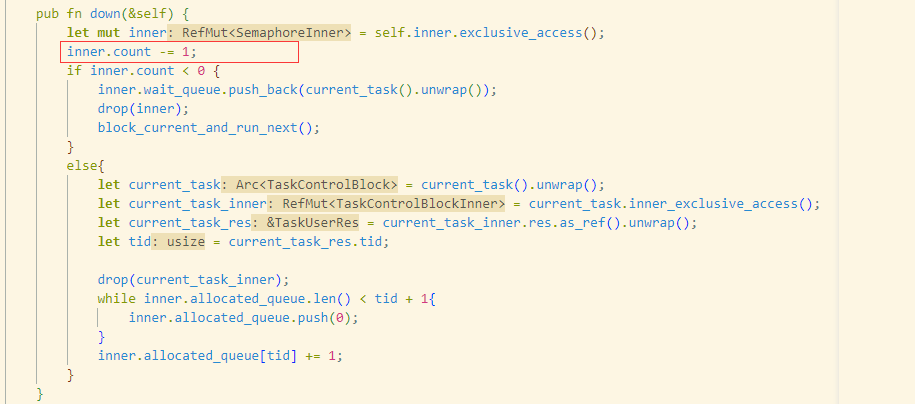 pub fn down(&self) {
let mut inner: RefMut<SemaphoreInner> = self.inner.exclusive_access();
inner.count -= 1;
if inner.count < 0 {
inner.wait_queue.push_back(current_task().unwrap());
drop(inner);
block_current_and_run_next();
}
else{
let current_task: Arc<TaskControlBlock> = current_task().unwrap();
let current_task_inner: RefMut<TaskControlBlockInner> = current_task.inner_exclusive_access();
let current_task_res: &TaskUserRes = current_task_inner.res.as_ref().unwrap();
let tid: usize = current_task_res.tid;
drop(current_task_inner);
while inner.allocated_queue.len() < tid + 1{
inner.allocated_queue.push(0);
}
inner.allocated_queue[tid] += 1;
}
}